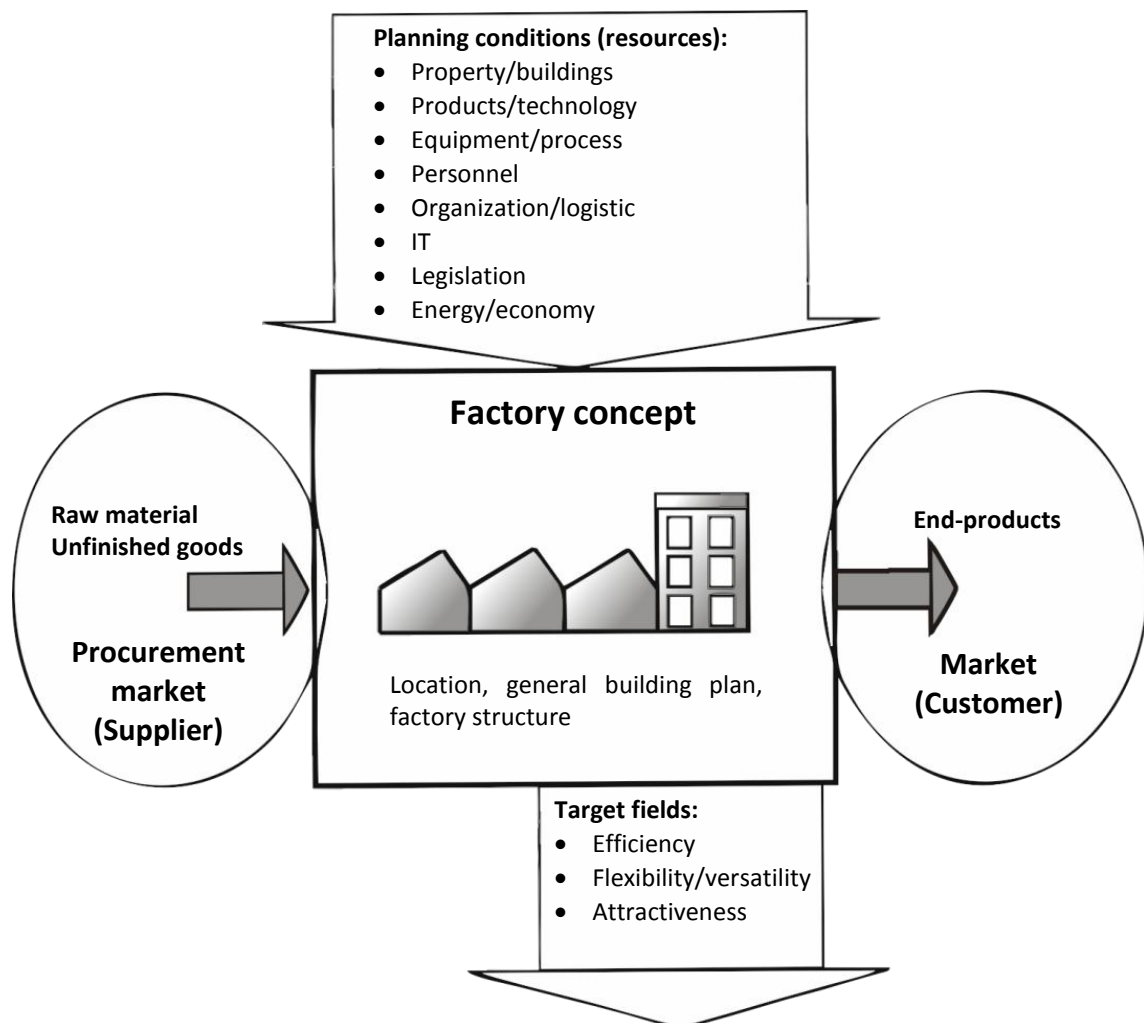 Planning conditions (resources):
• Property/buildings
• Products/technology
• Equipment/process
• Personnel
• Organization/logistic
• IT
• Legislation
• Energy/economy
Factory concept
Raw material
Unfinished goods
Procurement
market
(Supplier)
End-products
Market
(Customer)
Location, general building plan,
factory structure
Target fields:
• Efficiency
• Flexibility/versatility
• Attractiveness